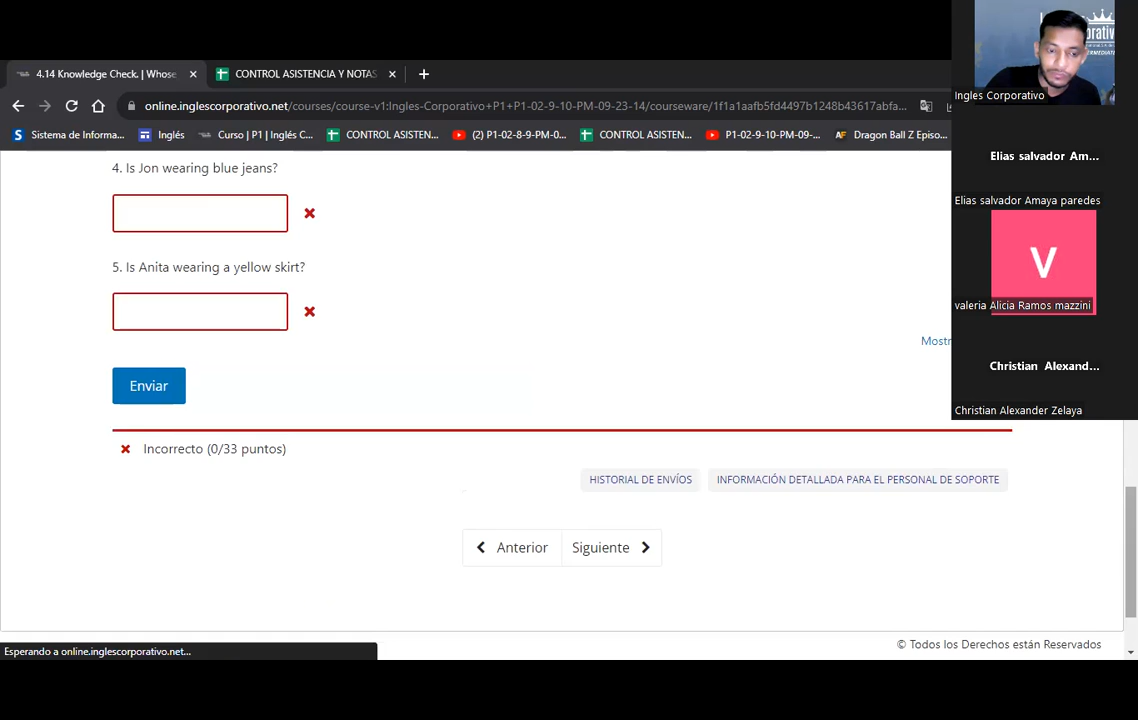 4.14 Knowledge Check. | Whose
CONTROL ASISTENCIA Y NOTAS
online.inglescorporativo.net/courses/course-v1:Ingles-Corporativo+P1+P1-02-9-10-PM-09-23-14/courseware/1f1a1aafb5fd4497b1248b43617abfa...
Sistema de Informa...
Inglés
Curso | P1 | Inglés C...
CONTROL ASISTEN...
(2) P1-02-8-9-PM-0...
CONTROL ASISTEN...
P1-02-9-10-PM-09-...
AF
Dragon Ball Z Episo...
4. Is Jon wearing blue jeans?
5. Is Anita wearing a yellow skirt?
Mostr
Enviar
Incorrecto (0/33 puntos)
HISTORIAL DE ENVÍOS
INFORMACIÓN DETALLADA PARA EL PERSONAL DE SOPORTE
Anterior
Siguiente
© Todos los Derechos están Reservados
Esperando a online.inglescorporativo.net...
Ingles Corporativo
Elias salvador Am...
Elias salvador Amaya paredes
V
valeria Alicia Ramos mazzini
Christian Alexand...
Christian Alexander Zelaya